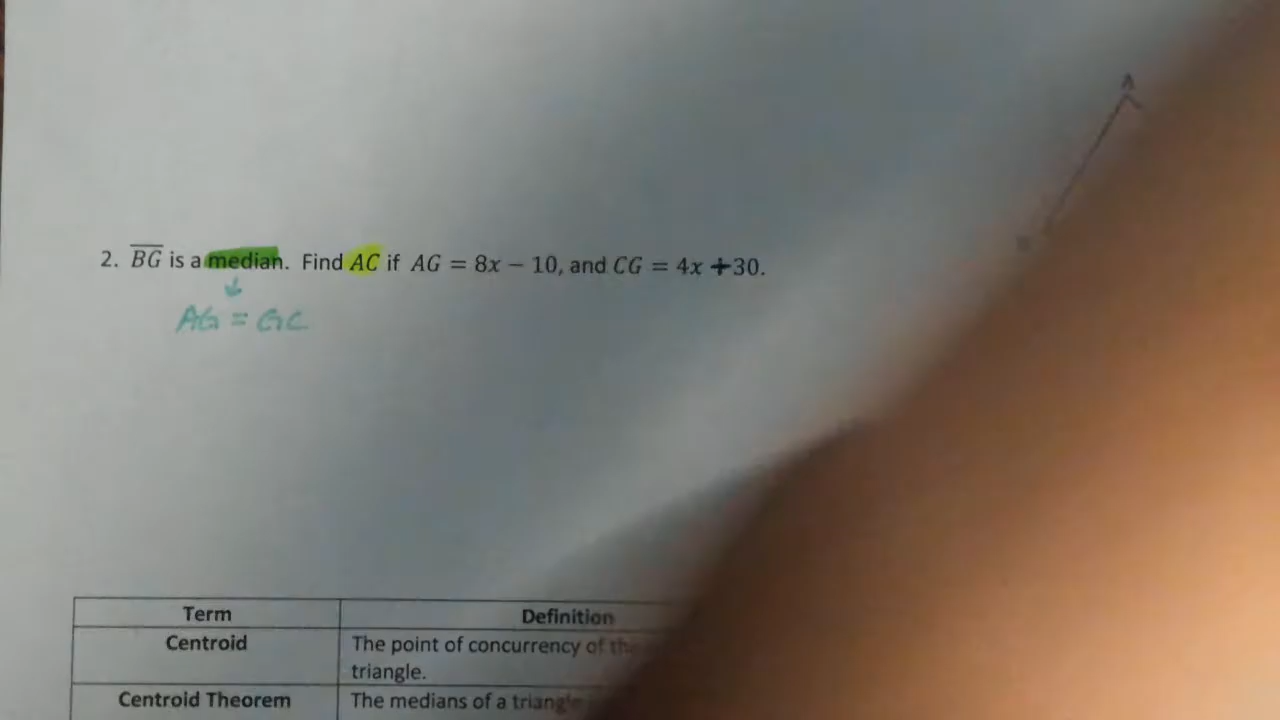 A
2. BG is a median. Find AC if AG = 8x − 10, and CG = 4x +30.
AG = GC
Term Definition
Centroid The point of concurrency of the
triangle.
Centroid Theorem The medians of a triangle